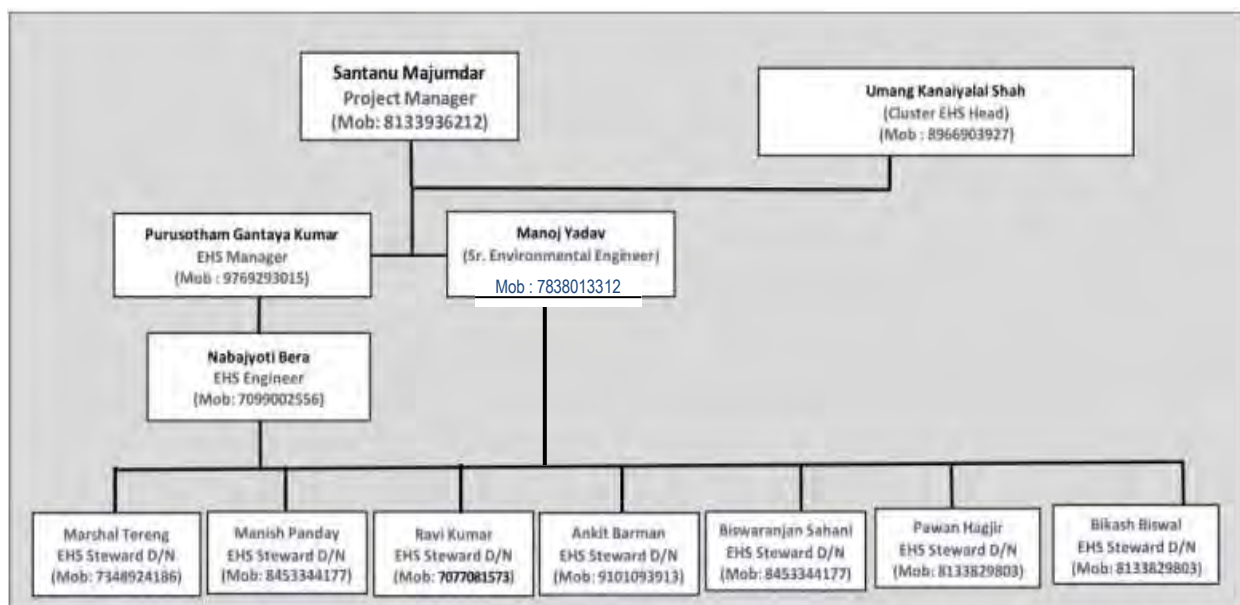 Santanu Majumdar
Project Manager
(Mob: 8133936212)
Umang Kanaiyalal Shah
(Cluster EHS Head)
(Mob : 8966903927)
Purusotham Gantaya Kumar
EHS Manager
(Mob : 9769293015)
Manoj Yadav
(Sr. Environmental Engineer)
Mob : 7838013312
Nabajyoti Bera
EHS Engineer
(Mob: 7099002556)
Marshal Tereng
EHS Steward D/N
(Mob: 7348924186)
Manish Panday
EHS Steward D/N
(Mob: 8453344177)
Ravi Kumar
EHS Steward D/N
(Mob: 7077081573)
Ankit Barman
EHS Steward D/N
(Mob: 9101093913)
Biswaranjan Sahani
EHS Steward D/N
(Mob: 8453344177)
Pawan Hagjir
EHS Steward D/N
(Mob: 8133829803)
Bikash Biswal
EHS Steward D/N
(Mob: 8133829803)